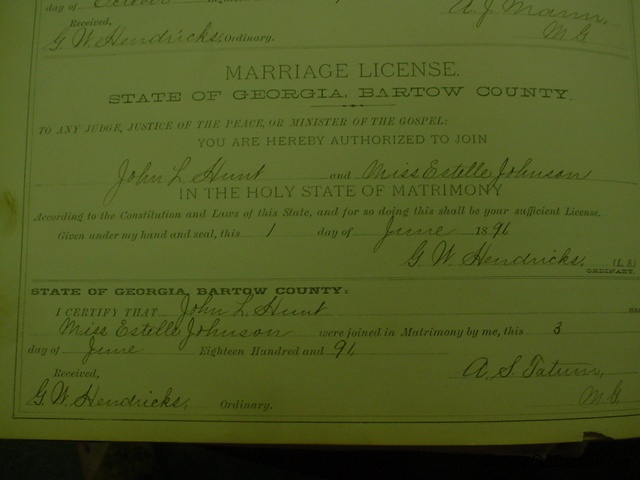 day of October
A. J. Mann,
Received,
G. W. Hendricks, Ordinary.
M G
MARRIAGE LICENSE.
STATE OF GEORGIA, BARTOW COUNTY.
TO ANY JUDGE, JUSTICE OF THE PEACE, OR MINISTER OF THE GOSPEL:
YOU ARE HEREBY AUTHORIZED TO JOIN
John L. Hunt and Miss Estelle Johnson
IN THE HOLY STATE OF MATRIMONY
According to the Constitution and Laws of this State, and for so doing this shall be your sufficient License.
Given under my hand and seal, this 1 day of June 1891
G. W. Hendricks, (L. S.)
ORDINARY.
STATE OF GEORGIA, BARTOW COUNTY:
I CERTIFY THAT John L. Hunt
Miss Estelle Johnson were joined in Matrimony by me, this 3
day of June Eighteen Hundred and 91
Received, A. S. Tatum,
G. W. Hendricks, Ordinary. M. G.